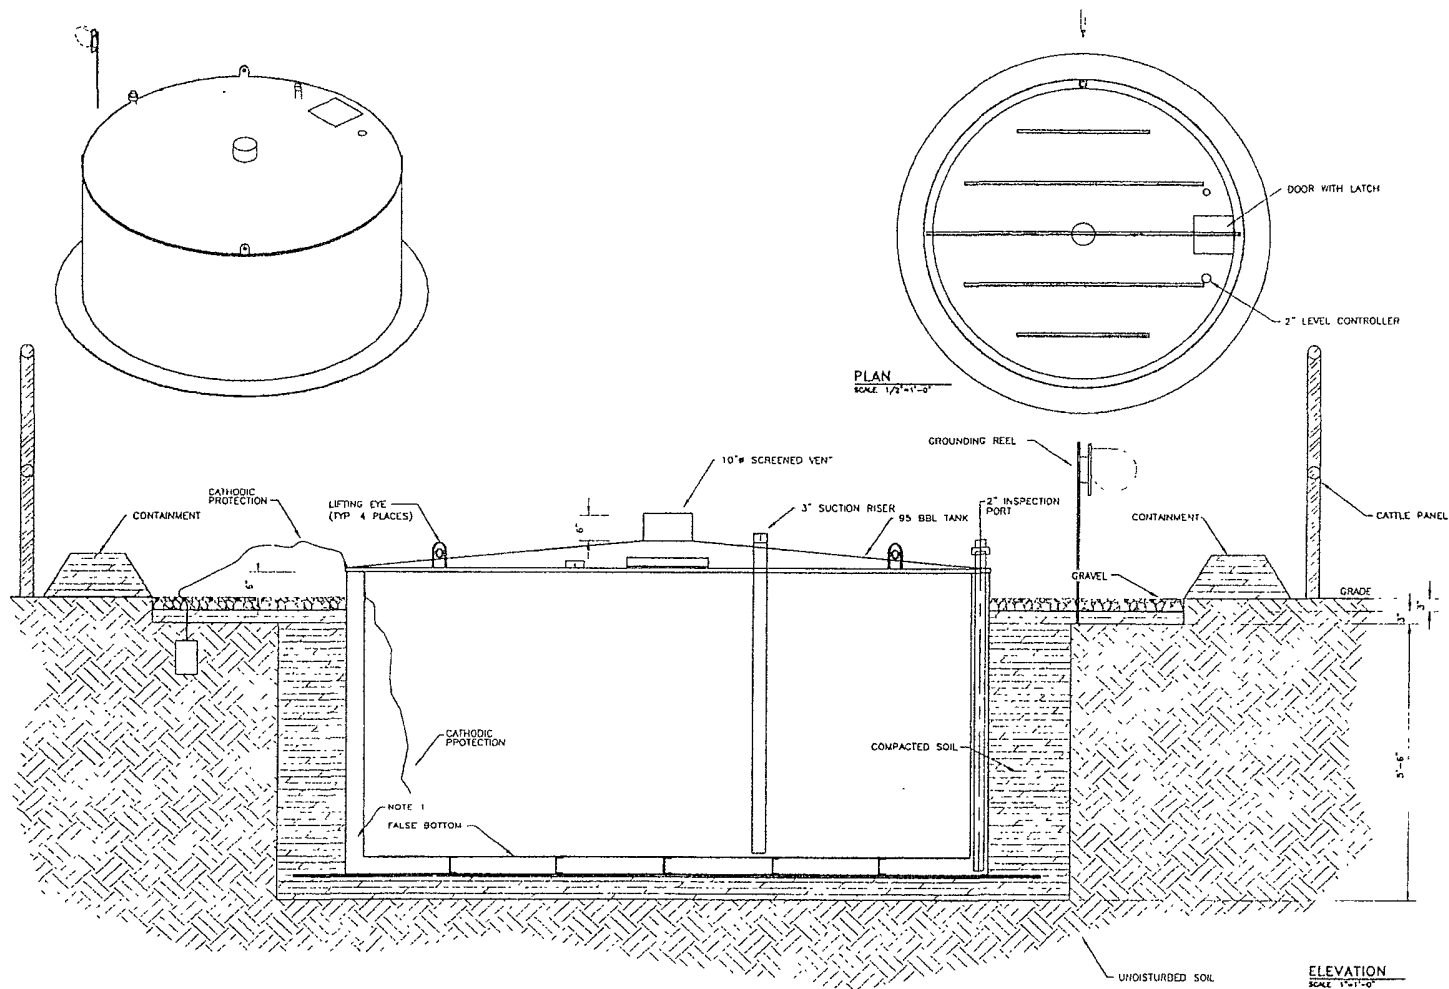 DOOR WITH LATCH
2" LEVEL CONTROLLER
PLAN
SCALE 1/2"=1'-0"
GROUNDING REEL
10"ø SCREENED VENT
CATHODIC
PROTECTION
LIFTING EYE
(TYP 4 PLACES)
3" SUCTION RISER
2" INSPECTION
PORT
CONTAINMENT
6"
95 BBL TANK
CONTAINMENT
CATTLE PANEL
6"
GRAVEL
GRADE
3"
3"
CATHODIC
PROTECTION
COMPACTED SOIL
5'-6"
NOTE 1
FALSE BOTTOM
UNDISTURBED SOIL
ELEVATION
SCALE 1"=1'-0"